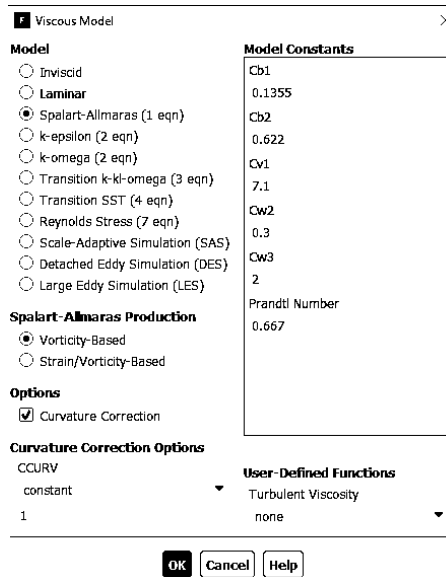 F Viscous Model
Model
Inviscid
Laminar
Spalart-Allmaras (1 eqn)
k-epsilon (2 eqn)
k-omega (2 eqn)
Transition k-kl-omega (3 eqn)
Transition SST (4 eqn)
Reynolds Stress (7 eqn)
Scale-Adaptive Simulation (SAS)
Detached Eddy Simulation (DES)
Large Eddy Simulation (LES)
Spalart-Allmaras Production
Vorticity-Based
Strain/Vorticity-Based
Options
Curvature Correction
Curvature Correction Options
CCURV
constant
1
Model Constants
Cb1
0.1355
Cb2
0.622
Cv1
7.1
Cw2
0.3
Cw3
2
Prandtl Number
0.667
User-Defined Functions
Turbulent Viscosity
none
OK Cancel Help